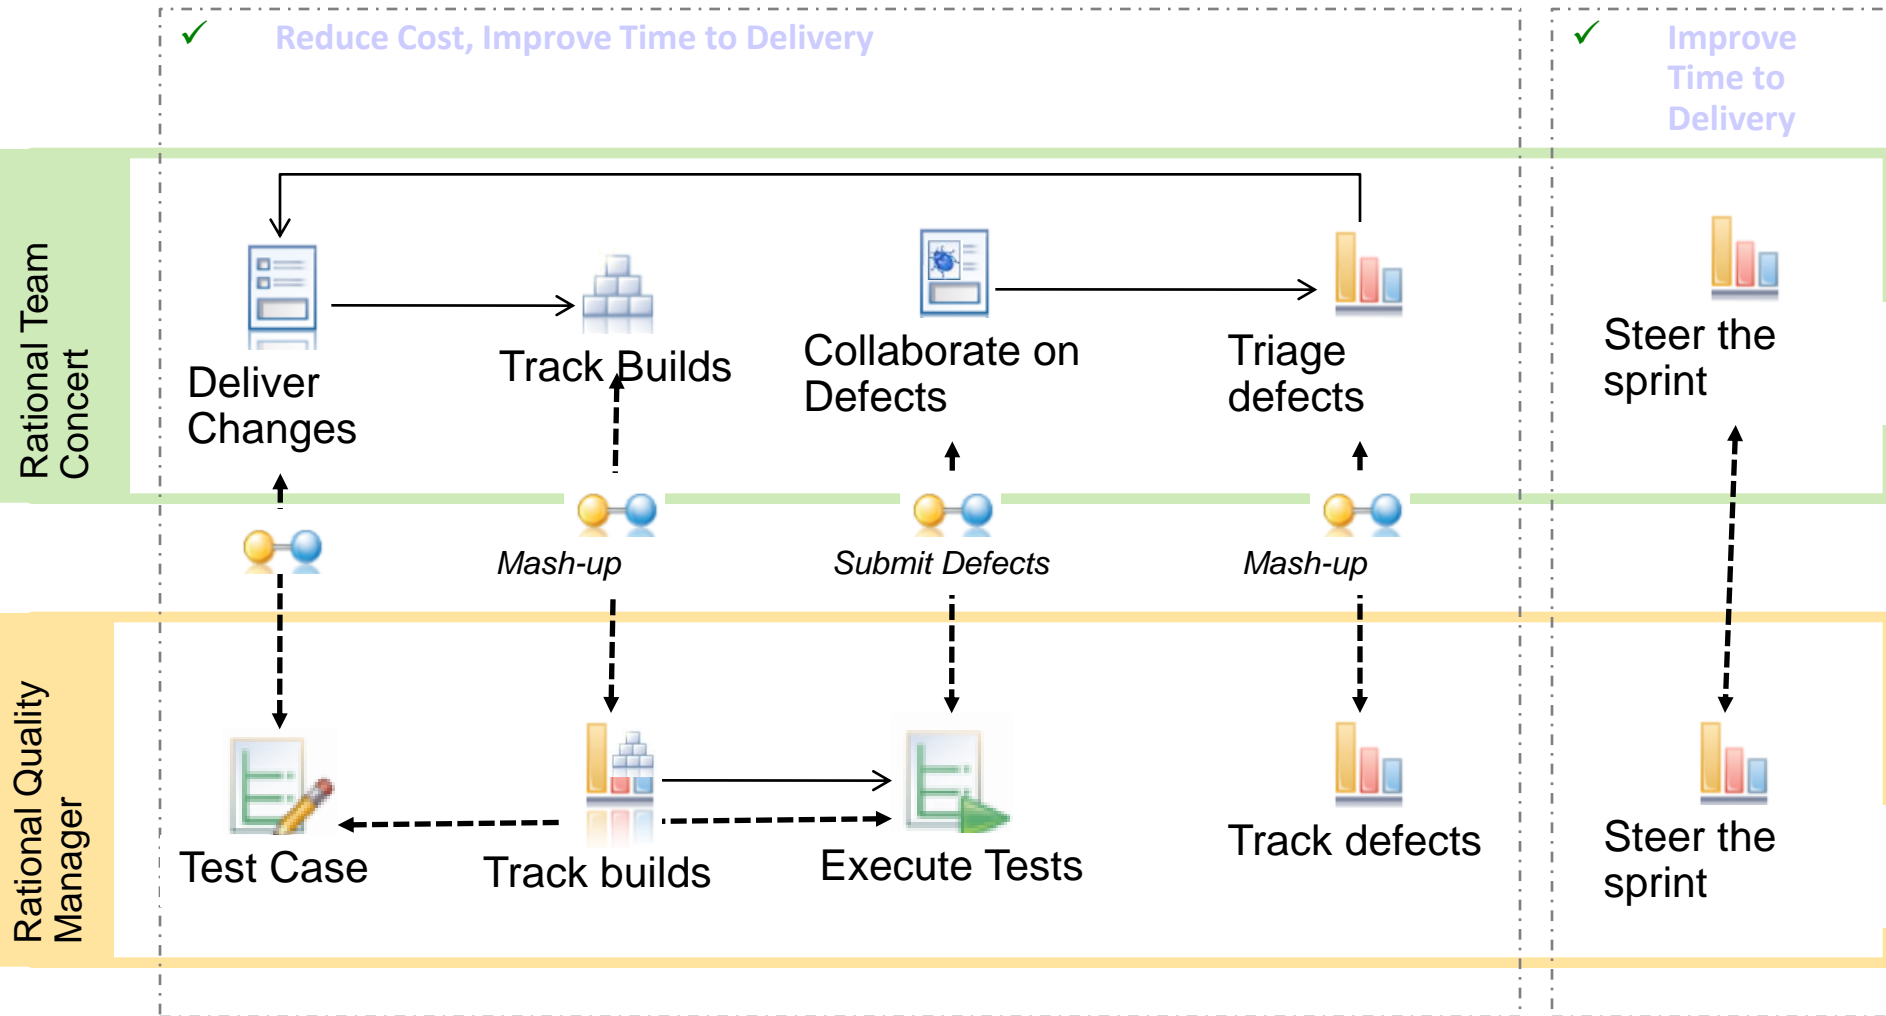 Reduce Cost, Improve Time to Delivery
Improve
Time to
Delivery
Rational Team
Concert
Deliver
Changes
Track Builds
Collaborate on
Defects
Triage
defects
Steer the
sprint
Mash-up
Submit Defects
Mash-up
Rational Quality
Manager
Test Case
Track builds
Execute Tests
Track defects
Steer the
sprint